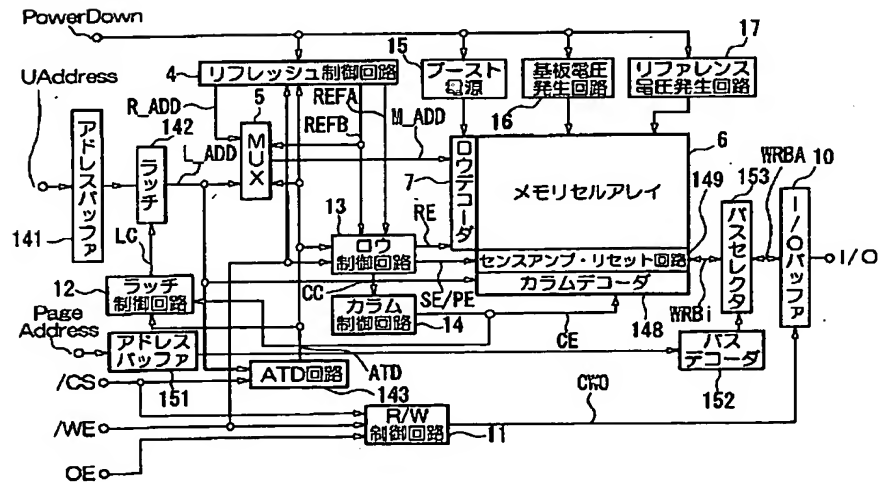 PowerDown
UAddress
アドレスバッファ
141
142
ラッチ
L_ADD
LC
12
ラッチ
制御回路
Page
Address
アドレス
バッファ
151
/CS
/WE
OE
4
リフレッシュ制御回路
R_ADD
5
MUX
REFA
REFB
M_ADD
13
ロウ
制御回路
RE
CC
SE/PE
カラム
制御回路
14
ATD回路
143
ATD
R/W
制御回路
11
CWO
15
ブースト
電源
基板電圧
発生回路
16
17
リファレンス
電圧発生回路
7
ロウデコーダ
メモリセルアレイ
6
149
センスアンプ・リセット回路
カラムデコーダ
148
CE
WRBi
153
バスセレクタ
WRBA
10
I/Oバッファ
I/O
バス
デコーダ
152